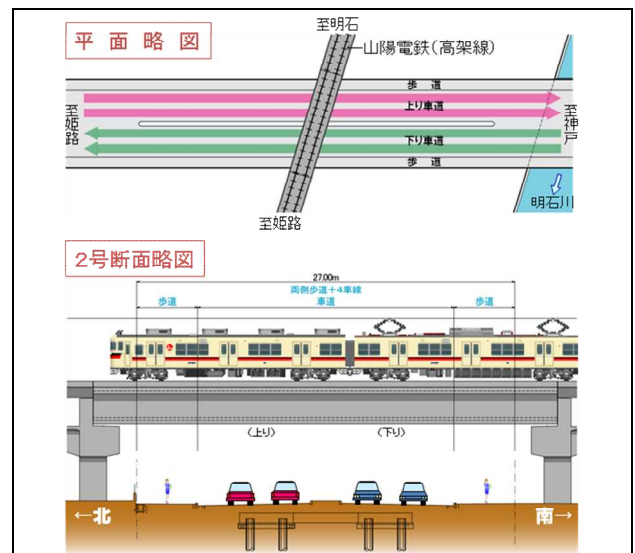 平面略図
至明石
山陽電鉄(高架線)
歩道
上り車道
至姫路
至神戸
下り車道
歩道
明石川
至姫路
2号断面略図
27.00m
両側歩道+4車線
歩道
車道
歩道
(上り)
(下り)
←北
南→